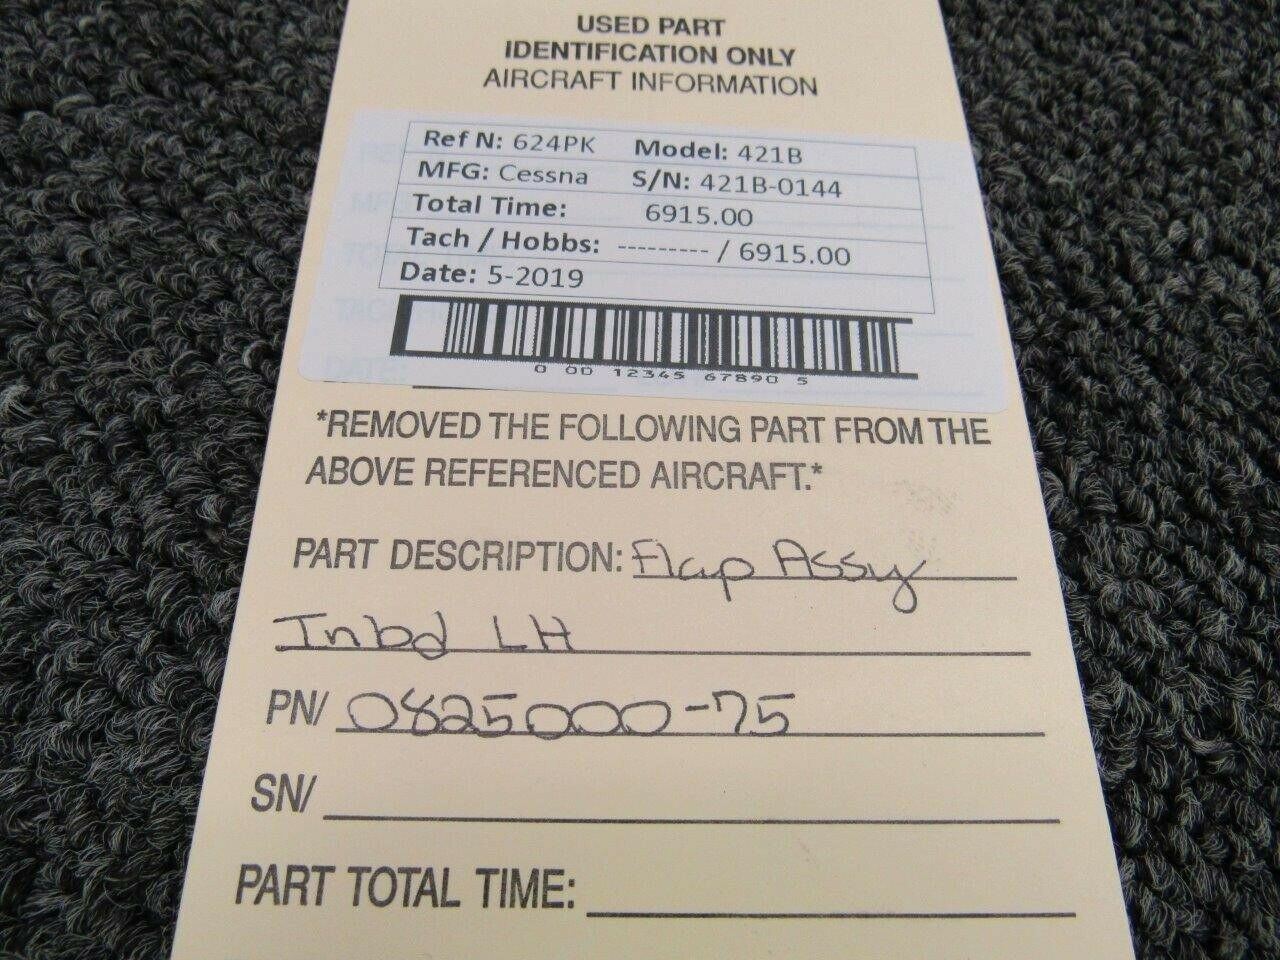 USED PART
IDENTIFICATION ONLY
AIRCRAFT INFORMATION
Ref N: 624PK Model: 421B
MFG: Cessna S/N: 421B-0144
Total Time: 6915.00
Tach / Hobbs: --------- / 6915.00
Date: 5-2019
0 00 12345 67890 5
DATE:
*REMOVED THE FOLLOWING PART FROM THE
ABOVE REFERENCED AIRCRAFT.*
PART DESCRIPTION: Flap Assy
Inbd LH
PN/ 0825000-75
SN/
PART TOTAL TIME: